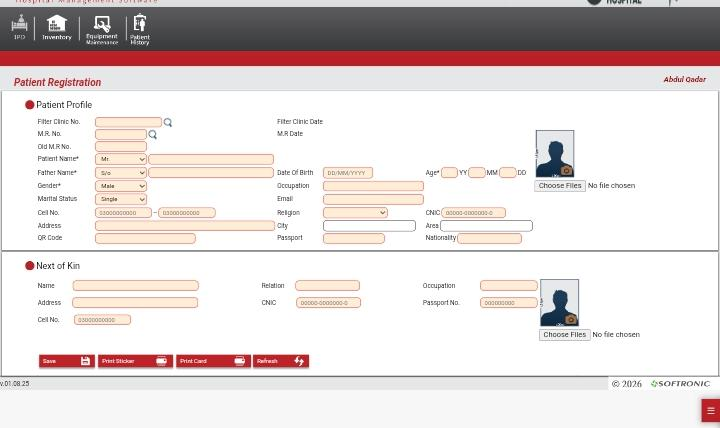 Hospital Management Software
HOSPITAL
IPD Inventory Equipment Maintenance Patient History
Patient Registration
Abdul Qadar
Patient Profile
Filter Clinic No. Filter Clinic Date
M.R. No. M.R Date
Old M.R No.
Patient Name* Mr.
Father Name* S/o Date Of Birth DD/MM/YYYY Age* YY MM DD
Gender* Male Occupation Choose Files No file chosen
Marital Status Single Email
Cell No. 03000000000 – 03000000000 Religion CNIC 00000-0000000-0
Address City Area
QR Code Passport Nationality
Next of Kin
Name Relation Occupation
Address CNIC 00000-0000000-0 Passport No. 000000000
Cell No. 03000000000
Choose Files No file chosen
Save Print Sticker Print Card Refresh
v.01.08.25
© 2026 SOFTRONIC